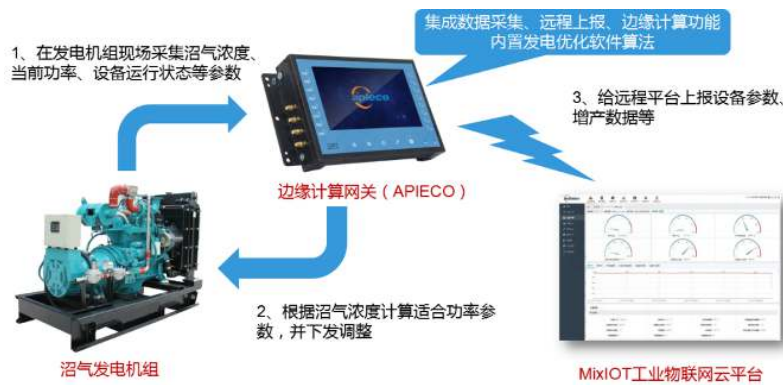 集成数据采集、远程上报、边缘计算功能
内置发电优化软件算法
1、在发电机组现场采集沼气浓度、
当前功率、设备运行状态等参数
apieco
3、给远程平台上报设备参数、
增产数据等
边缘计算网关（APIECO）
2、根据沼气浓度计算适合功率参
数，并下发调整
沼气发电机组
MixIOT工业物联网云平台